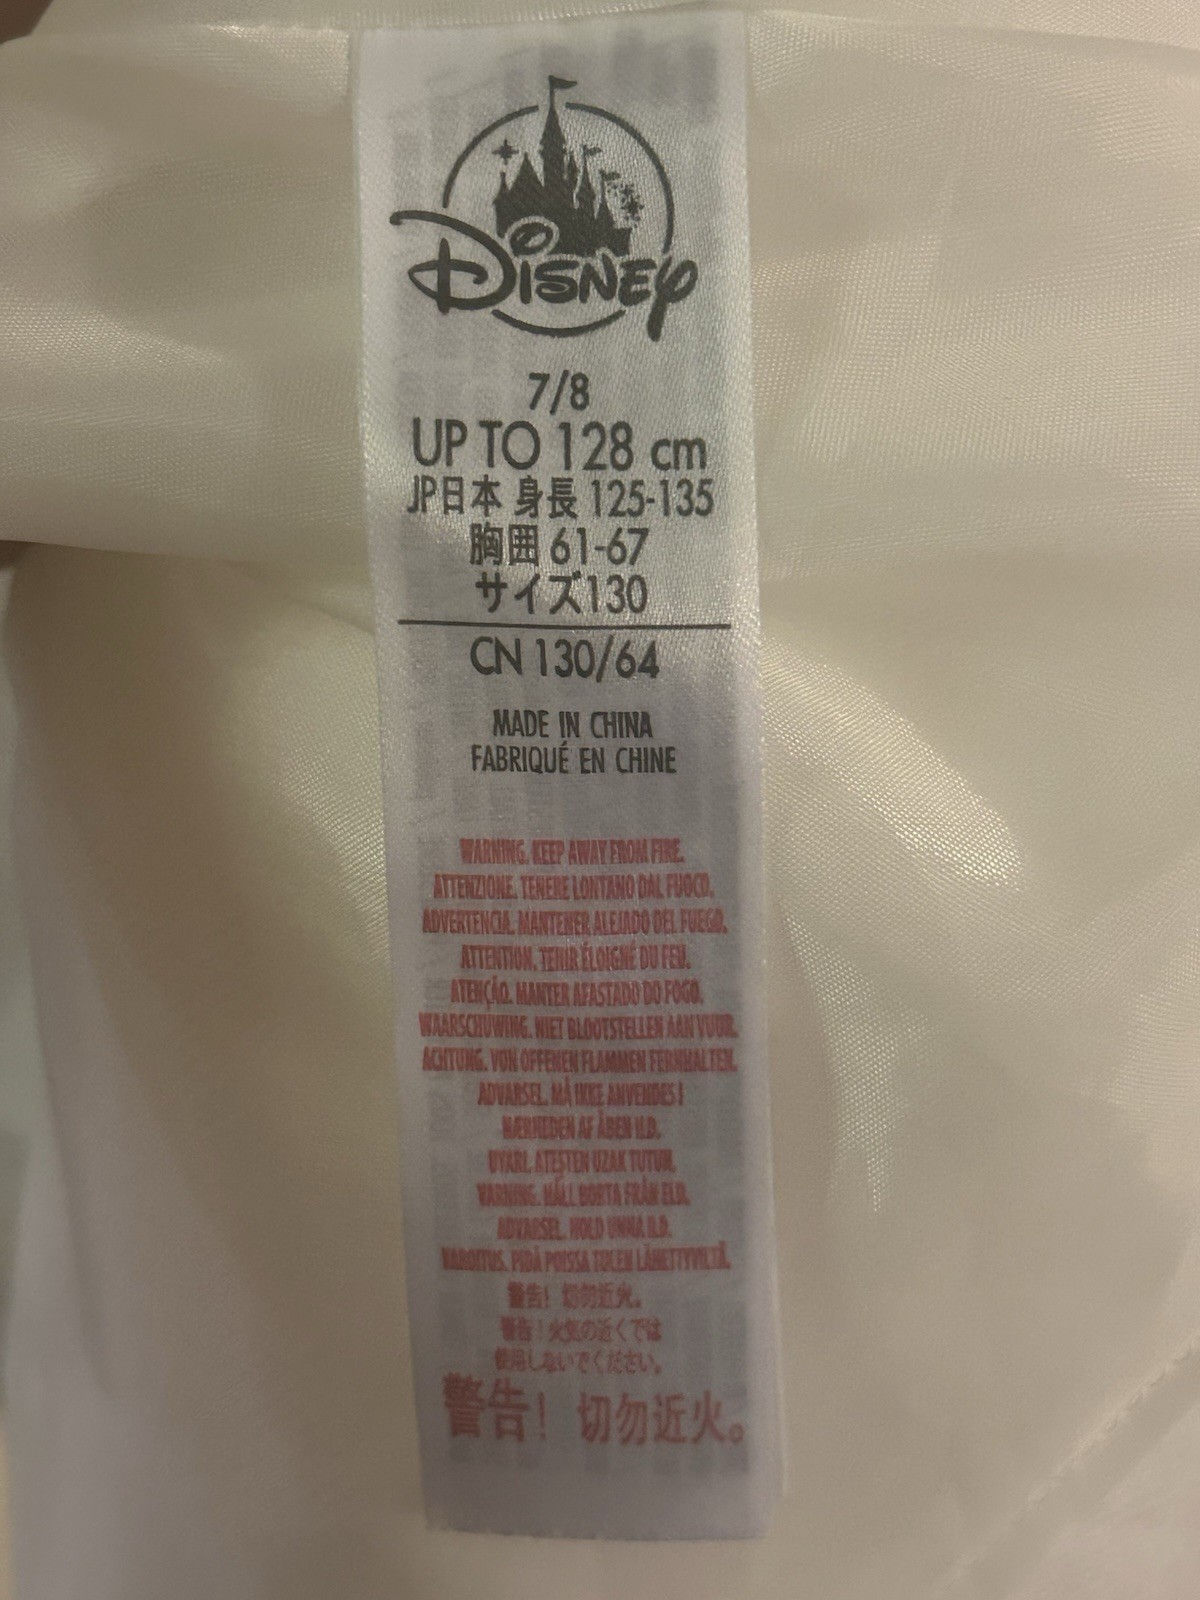 Disney
7/8
UP TO 128 cm
JP日本 身長 125-135
胸囲 61-67
サイズ130
CN 130/64
MADE IN CHINA
FABRIQUÉ EN CHINE
WARNING. KEEP AWAY FROM FIRE.
ATTENZIONE. TENERE LONTANO DAL FUOCO.
ADVERTENCIA. MANTENER ALEJADO DEL FUEGO.
ATTENTION. TENIR ÉLOIGNÉ DU FEU.
ATENÇÃO. MANTER AFASTADO DO FOGO.
WAARSCHUWING. NIET BLOOTSTELLEN AAN VUUR.
ACHTUNG. VON OFFENEN FLAMMEN FERNHALTEN.
ADVARSEL. MÅ IKKE ANVENDES I
NÆRHEDEN AF ÅBEN ILD.
UYARI. ATEŞTEN UZAK TUTUN.
VARNING. HÅLL BORTA FRÅN ELD.
ADVARSEL. HOLD UNNA ILD.
VAROITUS. PIDÄ POISSA TULEN LÄHETTYVILTÄ.
警告！ 切勿近火。
警告！火気の近くでは
使用しないでください。
警告！ 切勿近火。